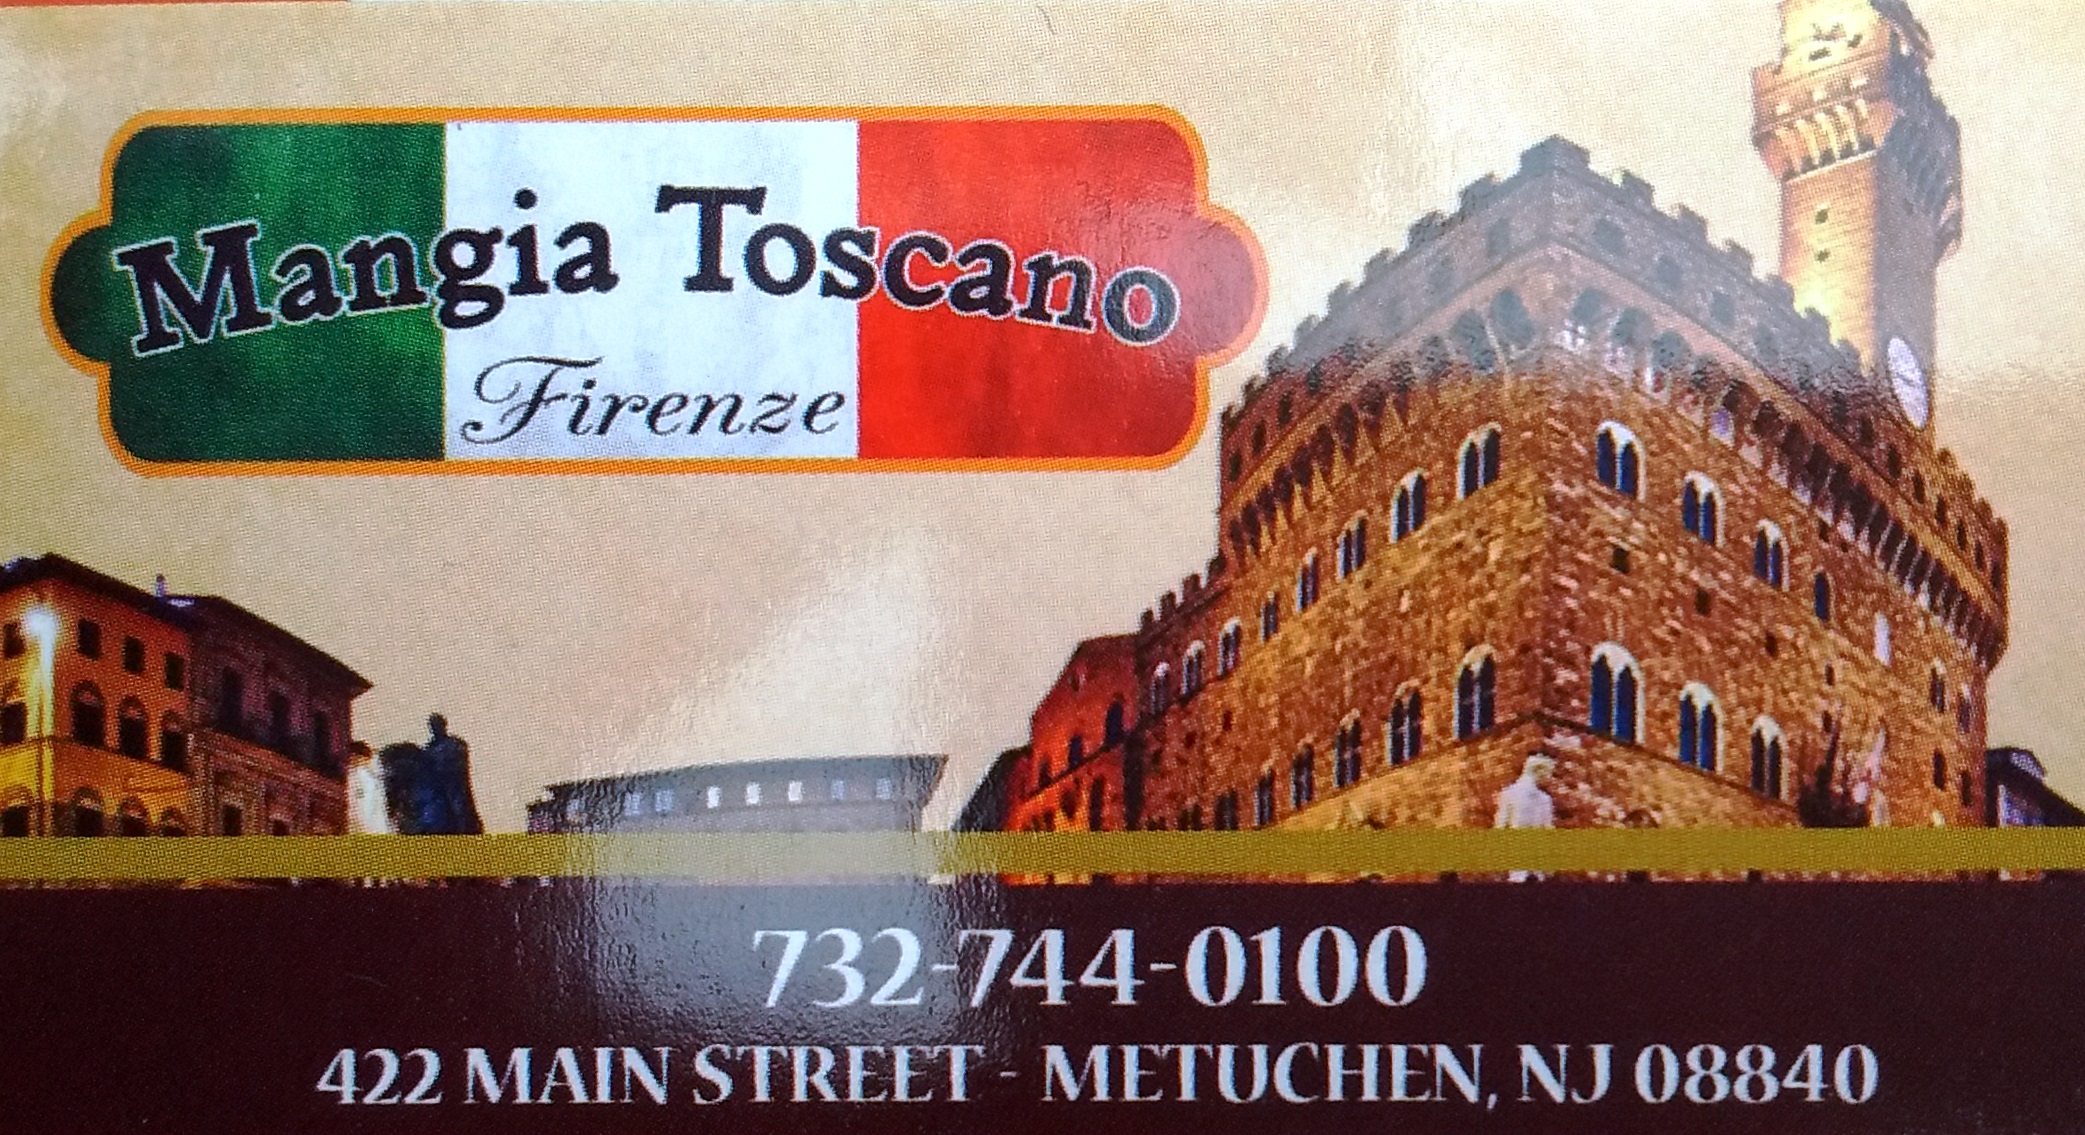 Mangia Toscano
Firenze
732-744-0100
422 MAIN STREET - METUCHEN, NJ 08840